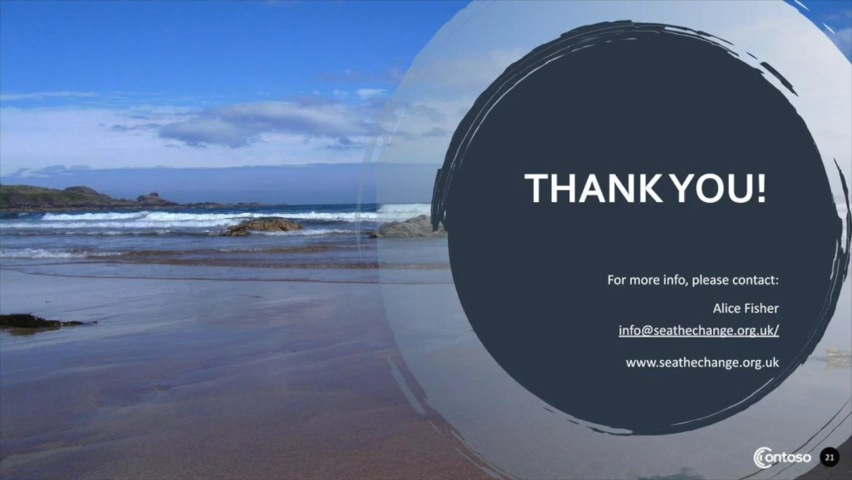 THANK YOU!
For more info, please contact:
Alice Fisher
info@seathechange.org.uk/
www.seathechange.org.uk
Contoso
21